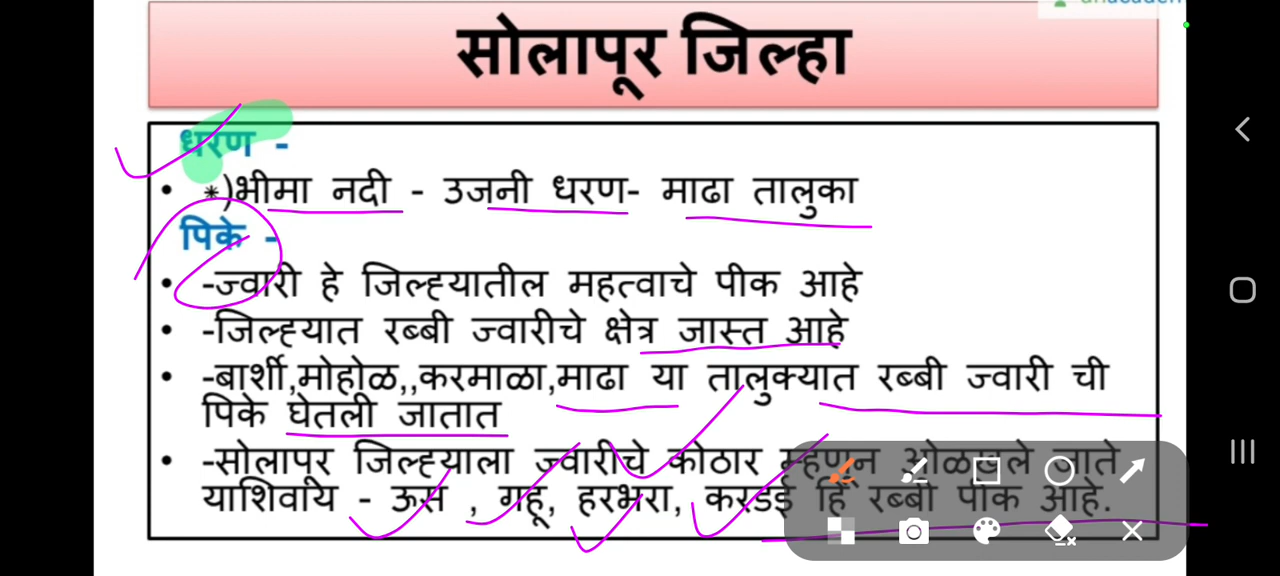 सोलापूर जिल्हा
धरण -
• *)भीमा नदी - उजनी धरण- माढा तालुका
पिके -
• -ज्वारी हे जिल्ह्यातील महत्वाचे पीक आहे
• -जिल्ह्यात रब्बी ज्वारीचे क्षेत्र जास्त आहे
• -बार्शी,मोहोळ,,करमाळा,माढा या तालुक्यात रब्बी ज्वारी ची
पिके घेतली जातात
• -सोलापूर जिल्ह्याला ज्वारीचे कोठार म्हणून ओळखले जाते
याशिवाय - ऊस , गहू, हरभरा, करडई हि रब्बी पीक आहे.